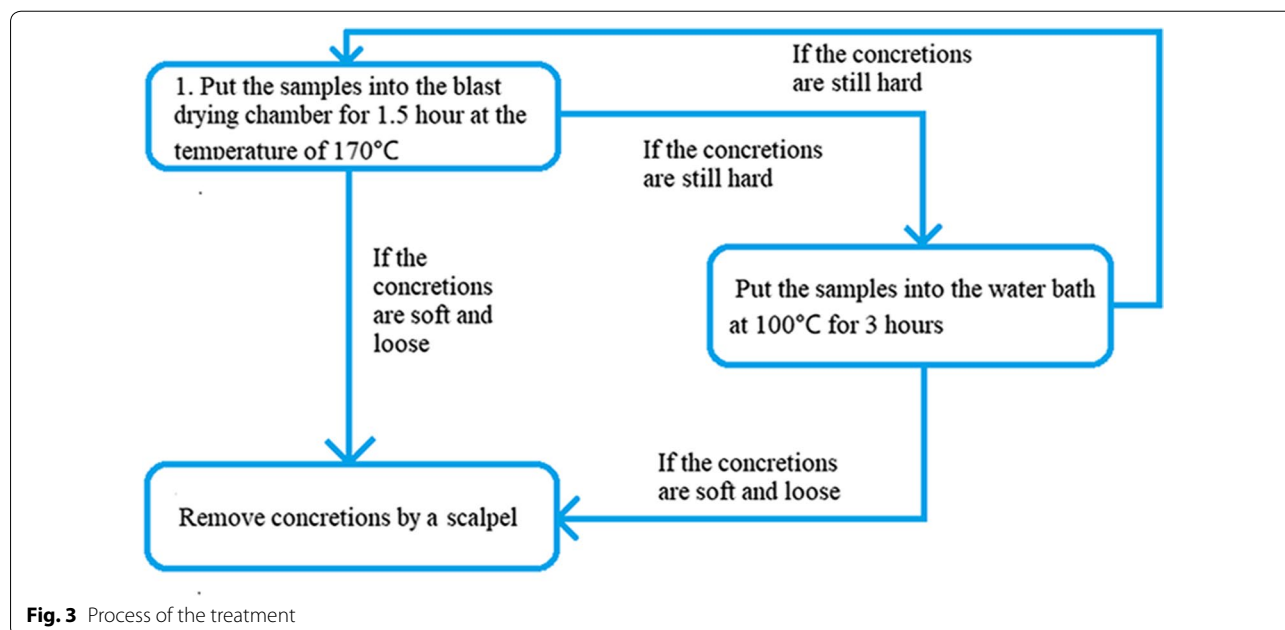 If the concretions
are still hard
1. Put the samples into the blast
drying chamber for 1.5 hour at the
temperature of 170℃
If the concretions
are still hard
If the
concretions
are soft and
loose
Put the samples into the water bath
at 100℃ for 3 hours
If the concretions
are soft and loose
Remove concretions by a scalpel
Fig. 3 Process of the treatment